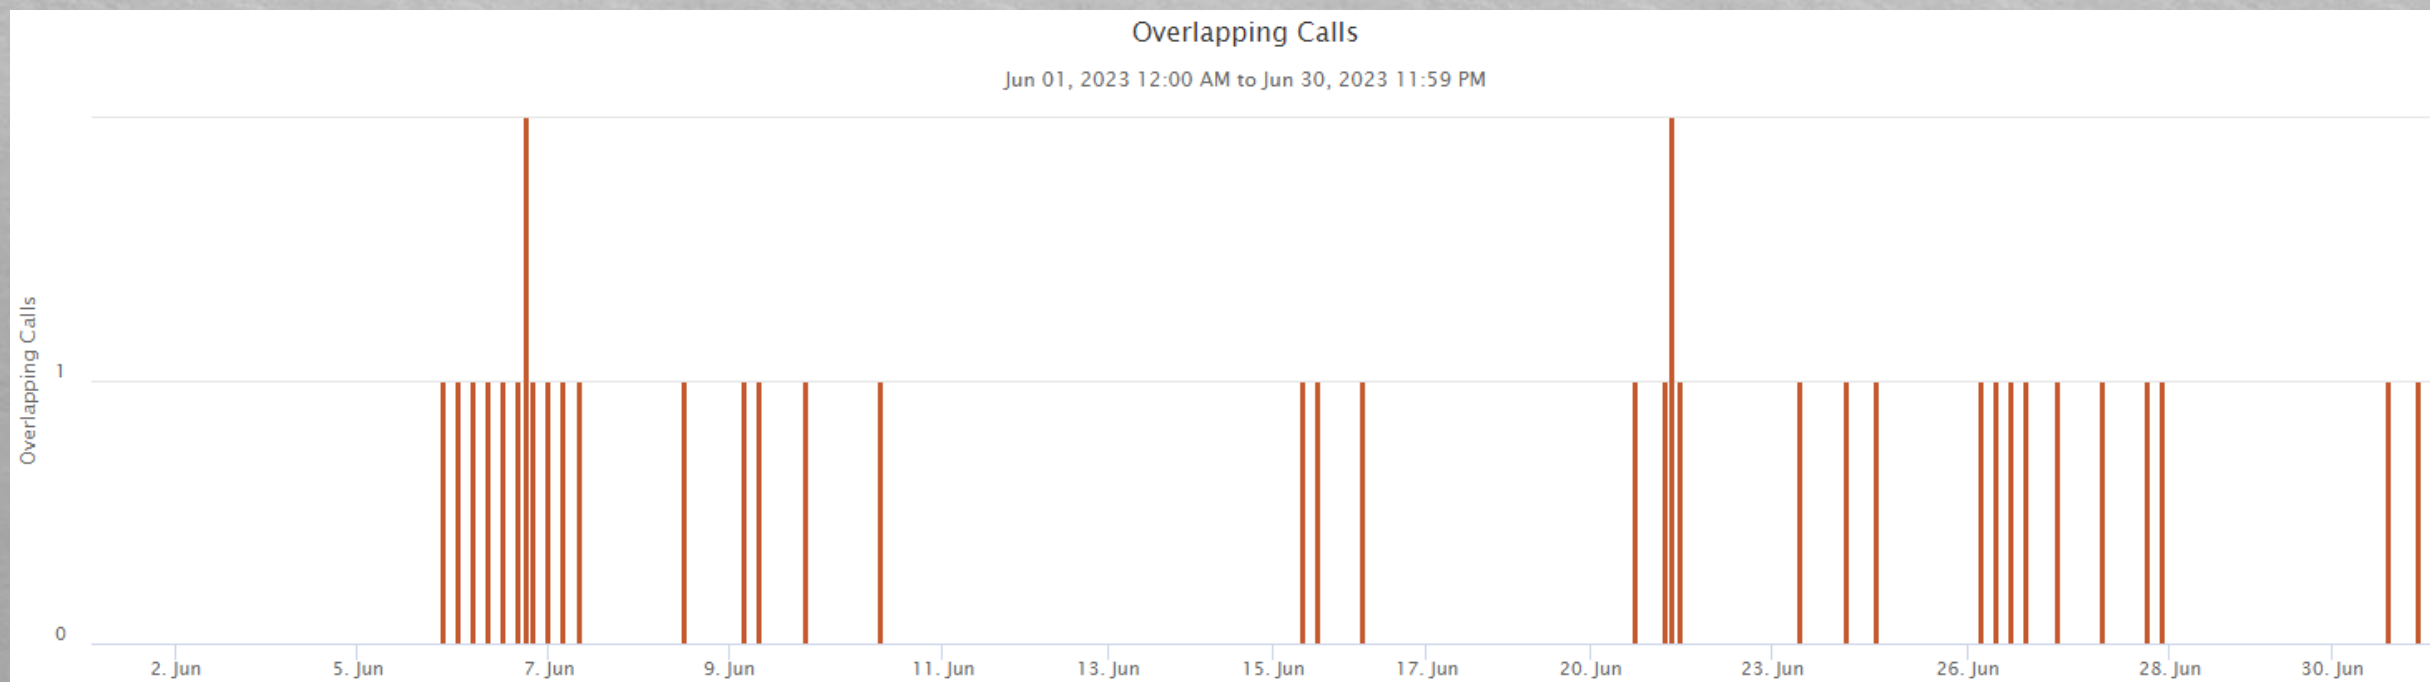 Overlapping Calls
Jun 01, 2023 12:00 AM to Jun 30, 2023 11:59 PM
Overlapping Calls
1
0
2. Jun 5. Jun 7. Jun 9. Jun 11. Jun 13. Jun 15. Jun 17. Jun 20. Jun 23. Jun 26. Jun 28. Jun 30. Jun